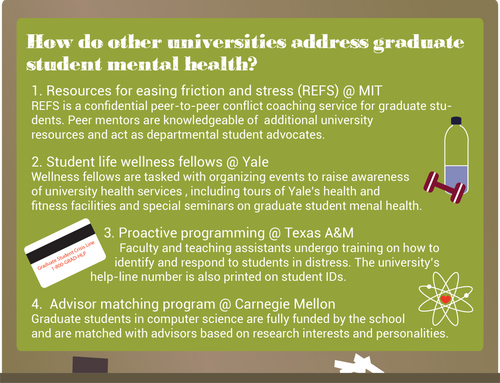 How do other universities address graduate
student mental health?
1. Resources for easing friction and stress (REFS) @ MIT
REFS is a confidential peer-to-peer conflict coaching service for graduate stu-
dents. Peer mentors are knowledgeable of additional university
resources and act as departmental student advocates.
2. Student life wellness fellows @ Yale
Wellness fellows are tasked with organizing events to raise awareness
of university health services , including tours of Yale's health and
fitness facilities and special seminars on graduate student menal health.
3. Proactive programming @ Texas A&M
Faculty and teaching assistants undergo training on how to
identify and respond to students in distress. The university's
help-line number is also printed on student IDs.
Graduate Student Crisis Line
1-800-GRAD-HLP
4. Advisor matching program @ Carnegie Mellon
Graduate students in computer science are fully funded by the school
and are matched with advisors based on research interests and personalities.